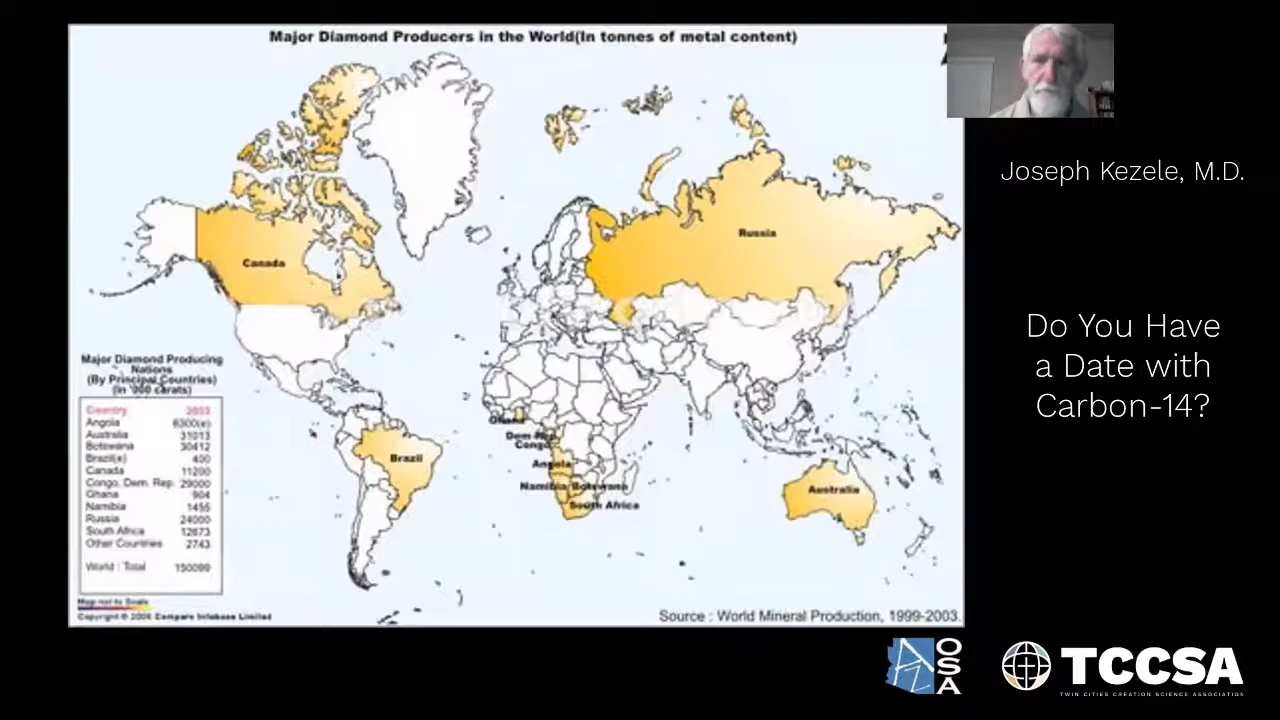 Major Diamond Producers in the World(In tonnes of metal content)
Joseph Kezele, M.D.
Do You Have
a Date with
Carbon-14?
Canada
Russia
Brazil
Ghana
Dem Rep
Congo
Angola
Namibia Botswana
South Africa
Australia
Major Diamond Producing
Nations
(By Principal Countries)
(In '000 carats)
Country 2003
Angola 6300(e)
Australia 31013
Botswana 30412
Brazil(e) 400
Canada 11200
Congo, Dem. Rep. 29000
Ghana 904
Namibia 1455
Russia 24000
South Africa 12673
Other Countries 2743
World : Total 150099
Map not to Scale
Copyright © 2004 Compare Infobase Limited
Source : World Mineral Production, 1999-2003.
AZ
OSA
TCCSA
TWIN CITIES CREATION SCIENCE ASSOCIATION